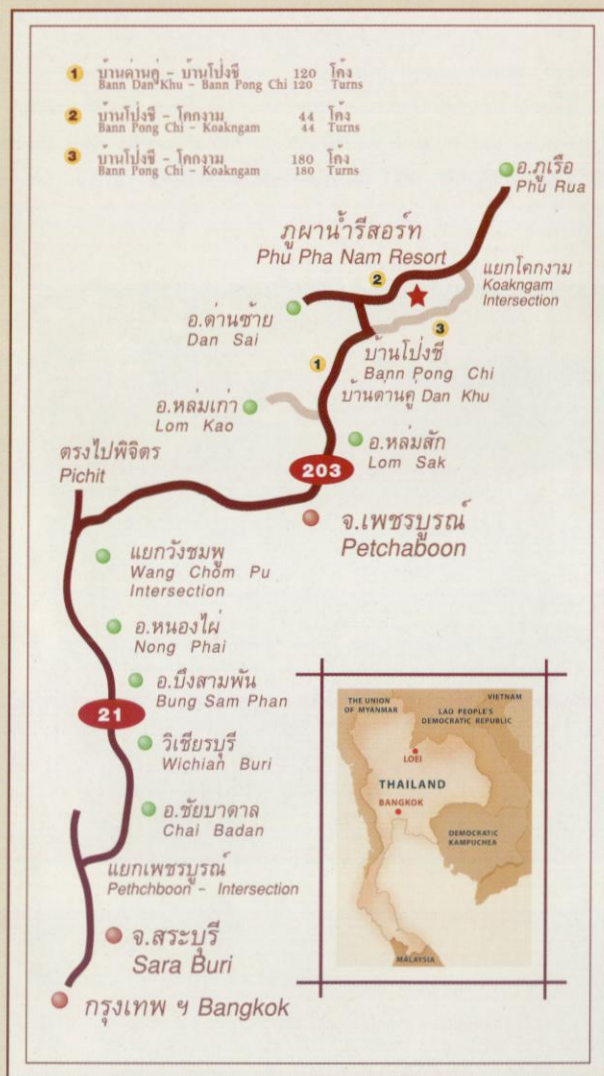 1 บ้านด่านคู่ - บ้านโป่งชี 120 โค้ง
Bann Dan Khu - Bann Pong Chi 120 Turns
2 บ้านโป่งชี - โคกงาม 44 โค้ง
Bann Pong Chi - Koakngam 44 Turns
3 บ้านโป่งชี - โคกงาม 180 โค้ง
Bann Pong Chi - Koakngam 180 Turns
อ.ภูเรือ
Phu Rua
ภูผาน้ำรีสอร์ท
Phu Pha Nam Resort
2
แยกโคกงาม
Koakngam
Intersection
อ.ด่านซ้าย
Dan Sai
3
1
บ้านโป่งชี
Bann Pong Chi
บ้านด่านคู่ Dan Khu
อ.หล่มเก่า
Lom Kao
อ.หล่มสัก
Lom Sak
ตรงไปพิจิตร
Pichit
203
จ.เพชรบูรณ์
Petchaboon
แยกวังชมพู
Wang Chom Pu
Intersection
อ.หนองไผ่
Nong Phai
อ.บึงสามพัน
Bung Sam Phan
21
วิเชียรบุรี
Wichian Buri
อ.ชัยบาดาล
Chai Badan
แยกเพชรบูรณ์
Pethchboon - Intersection
จ.สระบุรี
Sara Buri
กรุงเทพ ฯ Bangkok
THE UNION
OF MYANMAR
VIETNAM
LAO PEOPLE'S
DEMOCRATIC REPUBLIC
LOEI
THAILAND
BANGKOK
DEMOCRATIC
KAMPUCHEA
MALAYSIA